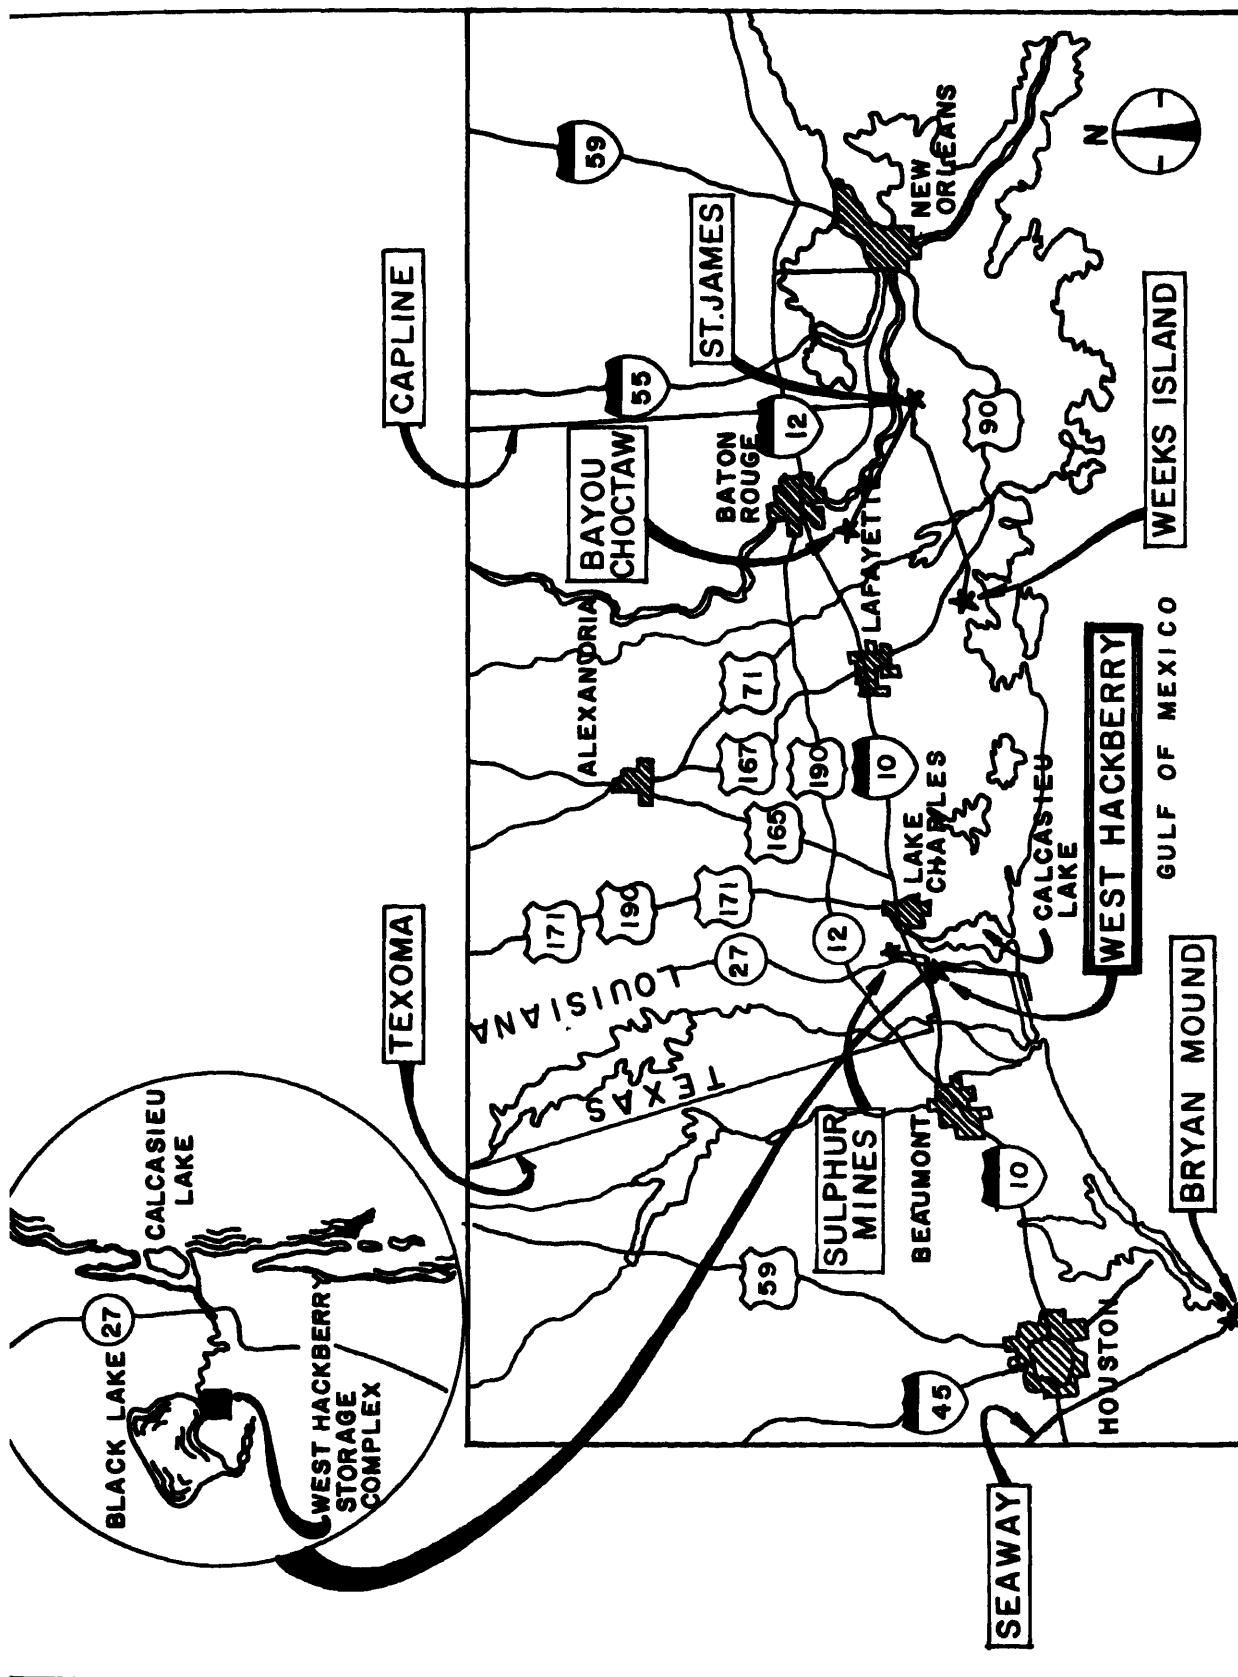 BLACK LAKE
27
CALCASIEU
LAKE
WEST HACKBERRY
STORAGE
COMPLEX
TEXOMA
CAPLINE
LOUISIANA
TEXAS
171
190
171
27
12
165
167
71
190
10
ALEXANDRIA
BAYOU
CHOCTAW
55
59
12
BATON
ROUGE
ST. JAMES
LAFAYETTE
NEW
ORLEANS
90
59
45
10
SULPHUR
MINES
BEAUMONT
LAKE
CHARLES
CALCASIEU
LAKE
HOUSTON
SEAWAY
BRYAN MOUND
WEST HACKBERRY
WEEKS ISLAND
GULF OF MEXICO
N